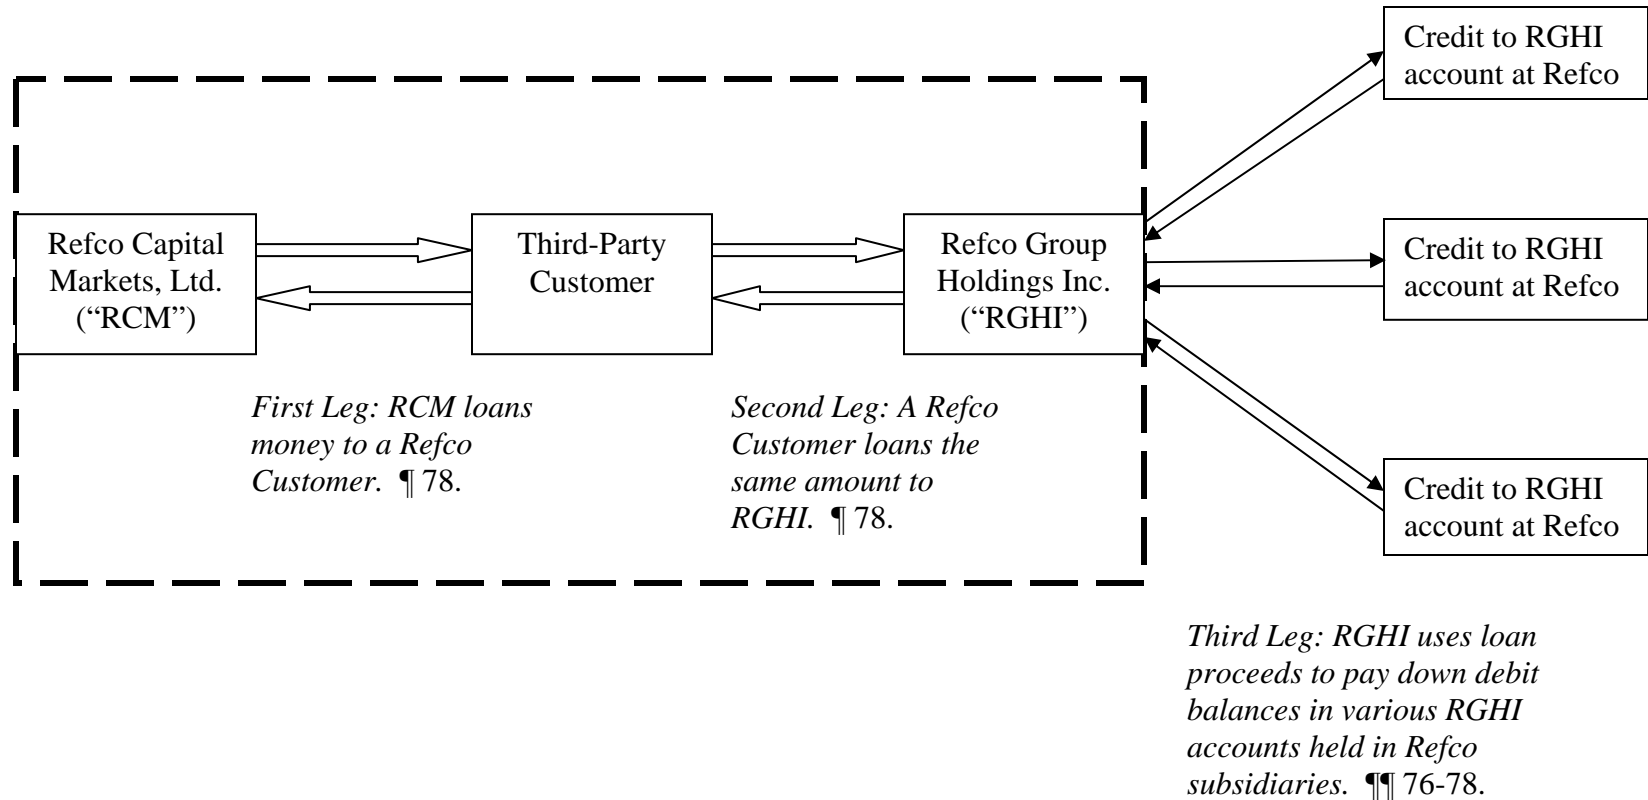 Credit to RGHI
account at Refco
Refco Capital
Markets, Ltd.
(“RCM”)
Third-Party
Customer
Refco Group
Holdings Inc.
(“RGHI”)
Credit to RGHI
account at Refco
First Leg: RCM loans
money to a Refco
Customer.  ¶ 78.
Second Leg: A Refco
Customer loans the
same amount to
RGHI.  ¶ 78.
Credit to RGHI
account at Refco
Third Leg: RGHI uses loan
proceeds to pay down debit
balances in various RGHI
accounts held in Refco
subsidiaries.  ¶¶ 76-78.